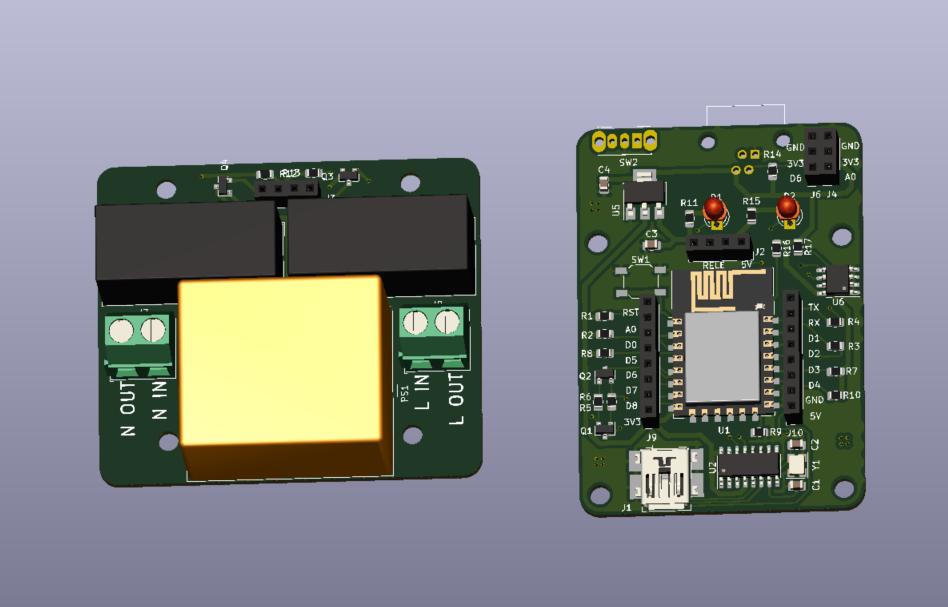 Q4
Q3
N OUT
N IN
PS1
L IN
L OUT
SW2
C4
U5
R11
R15
R14
GND
3V3
D6
GND
3V3
A0
J6 J4
C3
J2
RELE 5V
R16
R17
SW1
U6
R1
R2
R8
Q2
R6
R5
Q1
RST
A0
D0
D5
D6
D7
D8
3V3
J9
U1
R9
J10
TX
RX
D1
D2
D3
D4
GND
5V
R4
R3
R7
R10
U2
C2
Y1
C1
J1